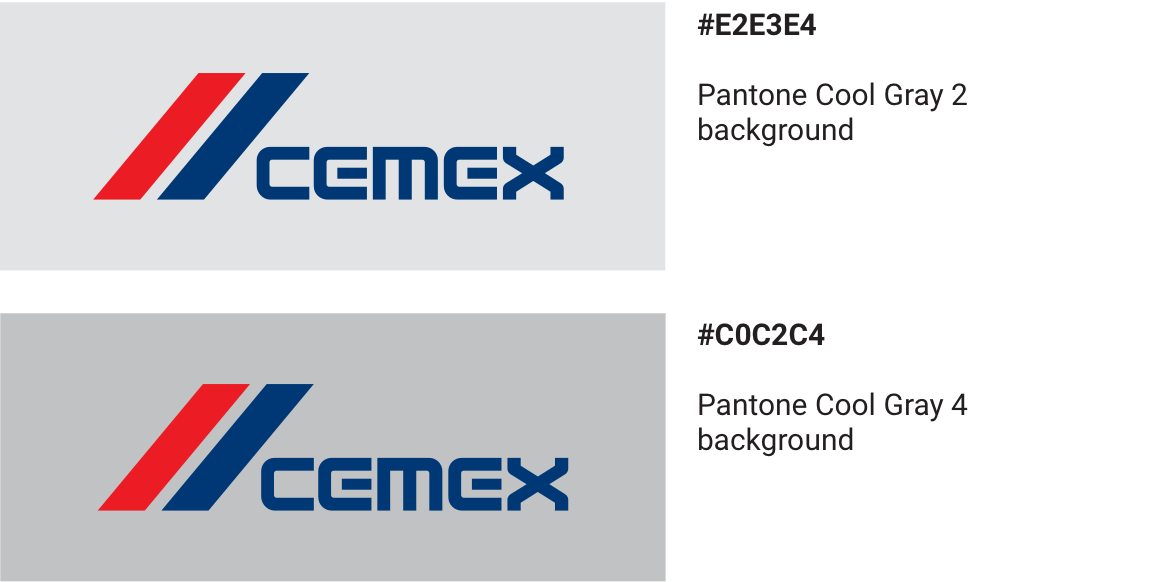 CEMEX
#E2E3E4
Pantone Cool Gray 2
background
CEMEX
#C0C2C4
Pantone Cool Gray 4
background